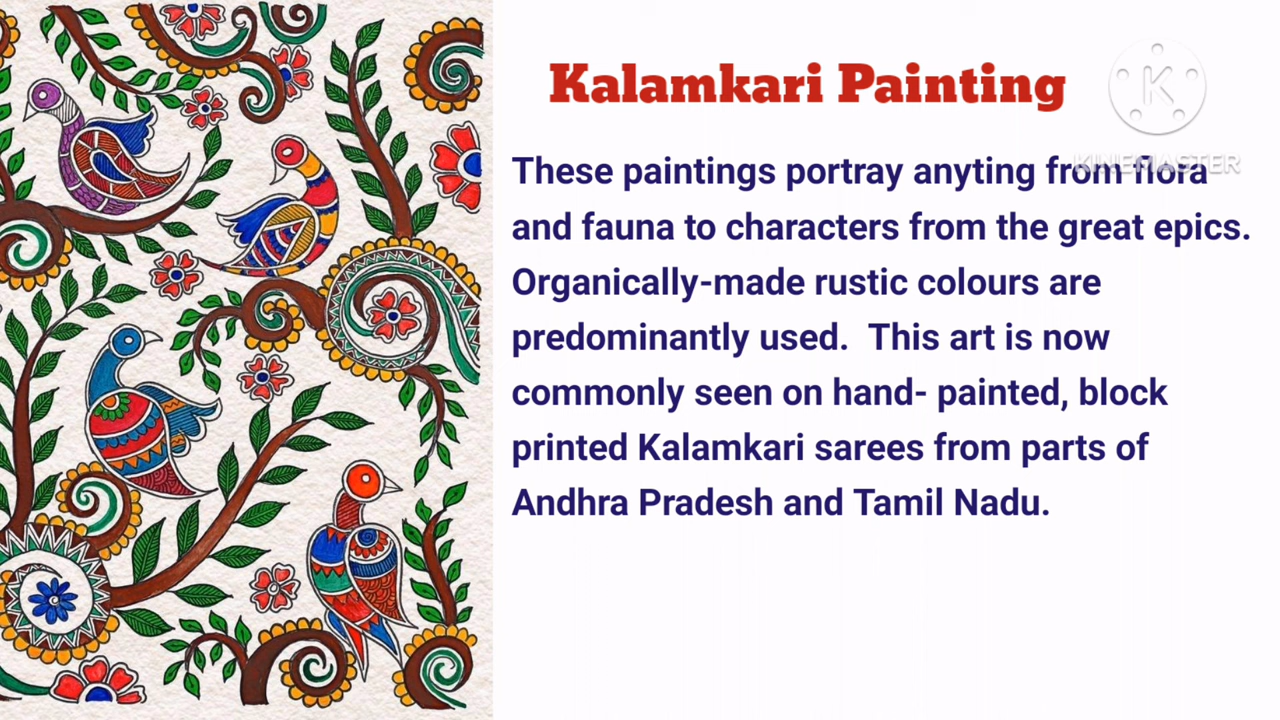 Kalamkari Painting
K
KINEMASTER
These paintings portray anyting from flora
and fauna to characters from the great epics.
Organically-made rustic colours are
predominantly used.  This art is now
commonly seen on hand- painted, block
printed Kalamkari sarees from parts of
Andhra Pradesh and Tamil Nadu.